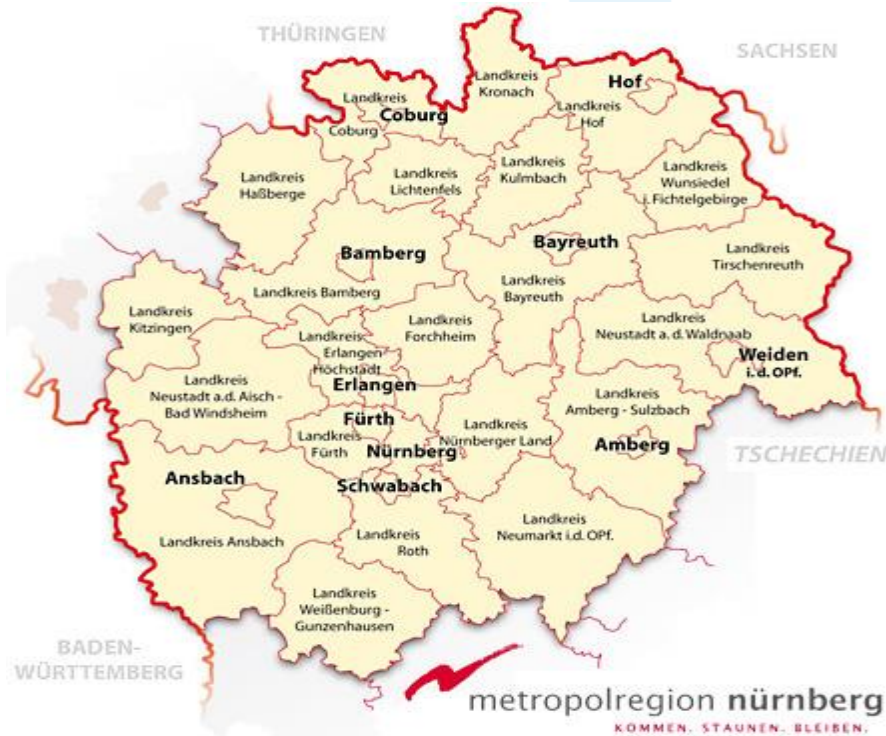 THÜRINGEN
SACHSEN
Landkreis
Kronach
Hof
Landkreis
Hof
Landkreis
Coburg
Coburg
Landkreis
Haßberge
Landkreis
Lichtenfels
Landkreis
Kulmbach
Landkreis
Wunsiedel
i. Fichtelgebirge
Bamberg
Landkreis Bamberg
Bayreuth
Landkreis
Bayreuth
Landkreis
Tirschenreuth
Landkreis
Kitzingen
Landkreis
Erlangen
Höchstadt
Erlangen
Landkreis
Forchheim
Landkreis
Neustadt a. d. Waldnaab
Weiden
i. d. OPf.
Landkreis
Neustadt a.d. Aisch -
Bad Windsheim
Fürth
Landkreis
Fürth
Nürnberg
Landkreis
Nürnberger Land
Landkreis
Amberg - Sulzbach
Amberg
TSCHECHIEN
Ansbach
Landkreis Ansbach
Schwabach
Landkreis
Roth
Landkreis
Neumarkt i.d. OPf.
Landkreis
Weißenburg -
Gunzenhausen
BADEN-
WÜRTTEMBERG
metropolregion nürnberg
KOMMEN. STAUNEN. BLEIBEN.